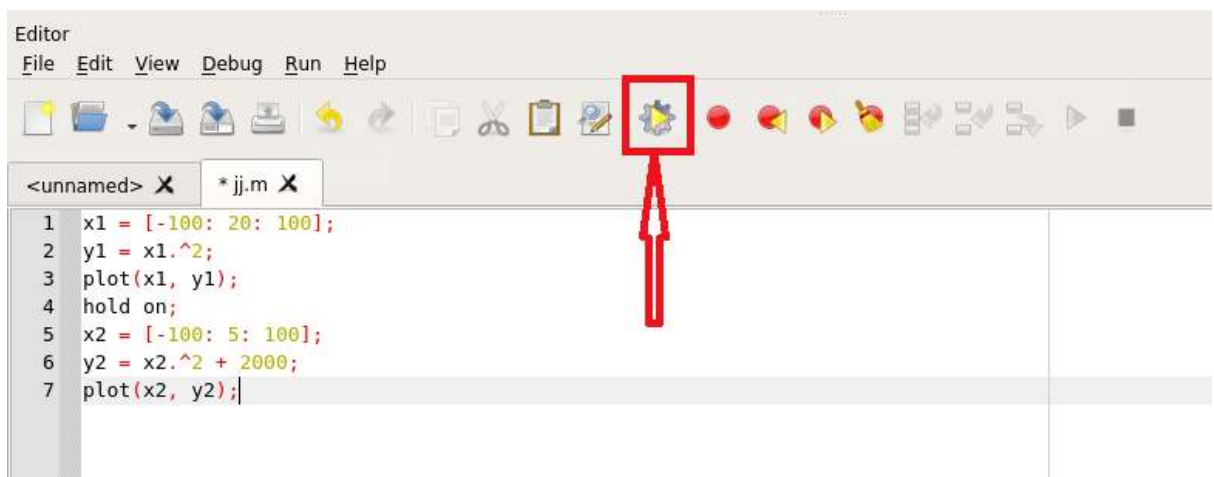 Editor
File Edit View Debug Run Help
<unnamed> X * jj.m X
1 x1 = [-100: 20: 100];
2 y1 = x1.^2;
3 plot(x1, y1);
4 hold on;
5 x2 = [-100: 5: 100];
6 y2 = x2.^2 + 2000;
7 plot(x2, y2);